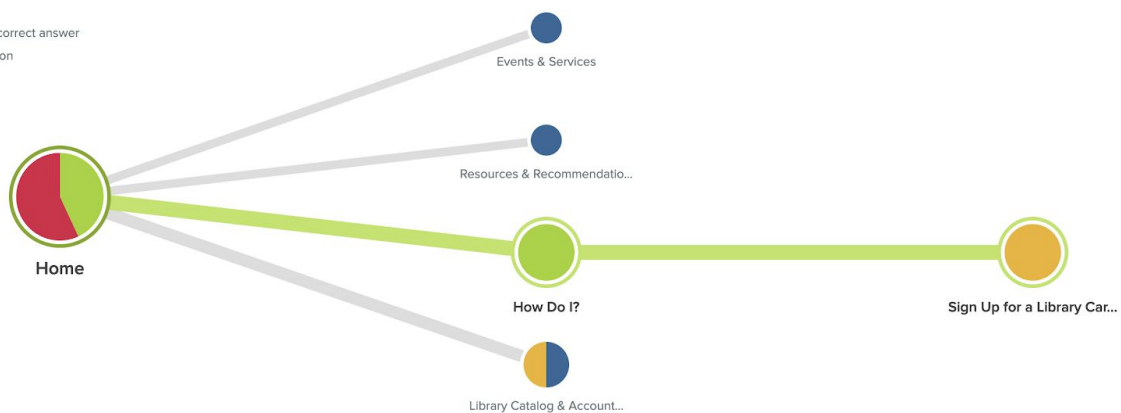 correct answer
on
Events & Services
Resources & Recommendatio...
Home
How Do I?
Sign Up for a Library Car...
Library Catalog & Account...